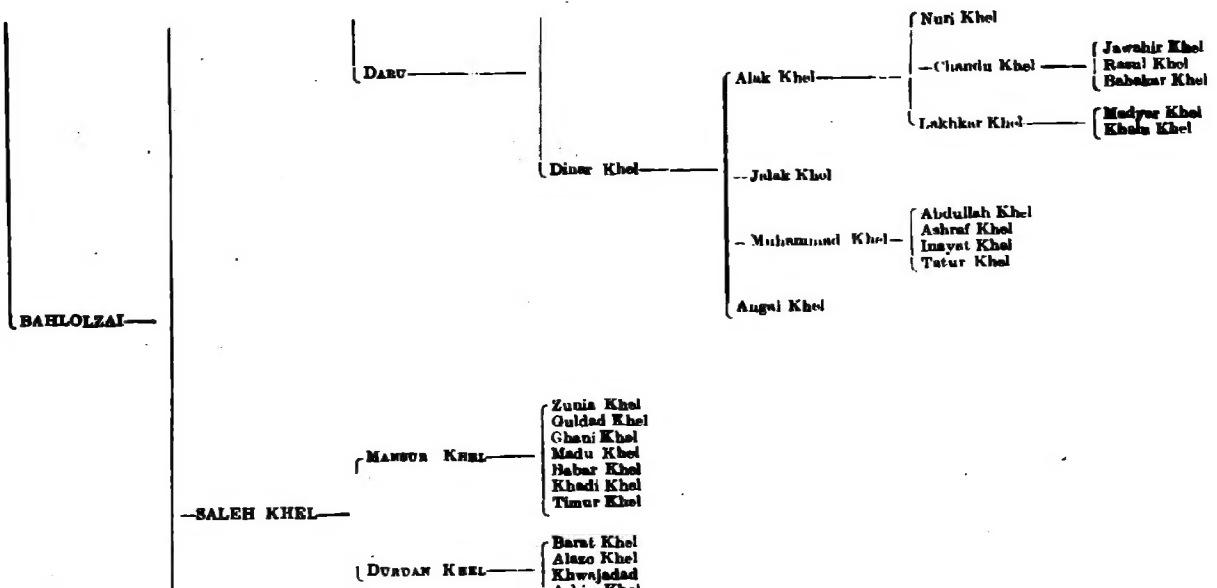 Nuri Khel
DARU
Alak Khel
Chandu Khel
Jawahir Khel
Rasul Khel
Babakar Khel
Lakhkar Khel
Madyar Khel
Khalu Khel
Dinar Khel
Jalak Khel
Muhammad Khel
Abdullah Khel
Ashraf Khel
Inayat Khel
Tatur Khel
Angai Khel
BAHLOLZAI
SALEH KHEL
MANSUR KHEL
Zunia Khel
Guldad Khel
Ghani Khel
Madu Khel
Babar Khel
Khadi Khel
Timur Khel
DURDAN KHEL
Barat Khel
Alazo Khel
Khwajadad